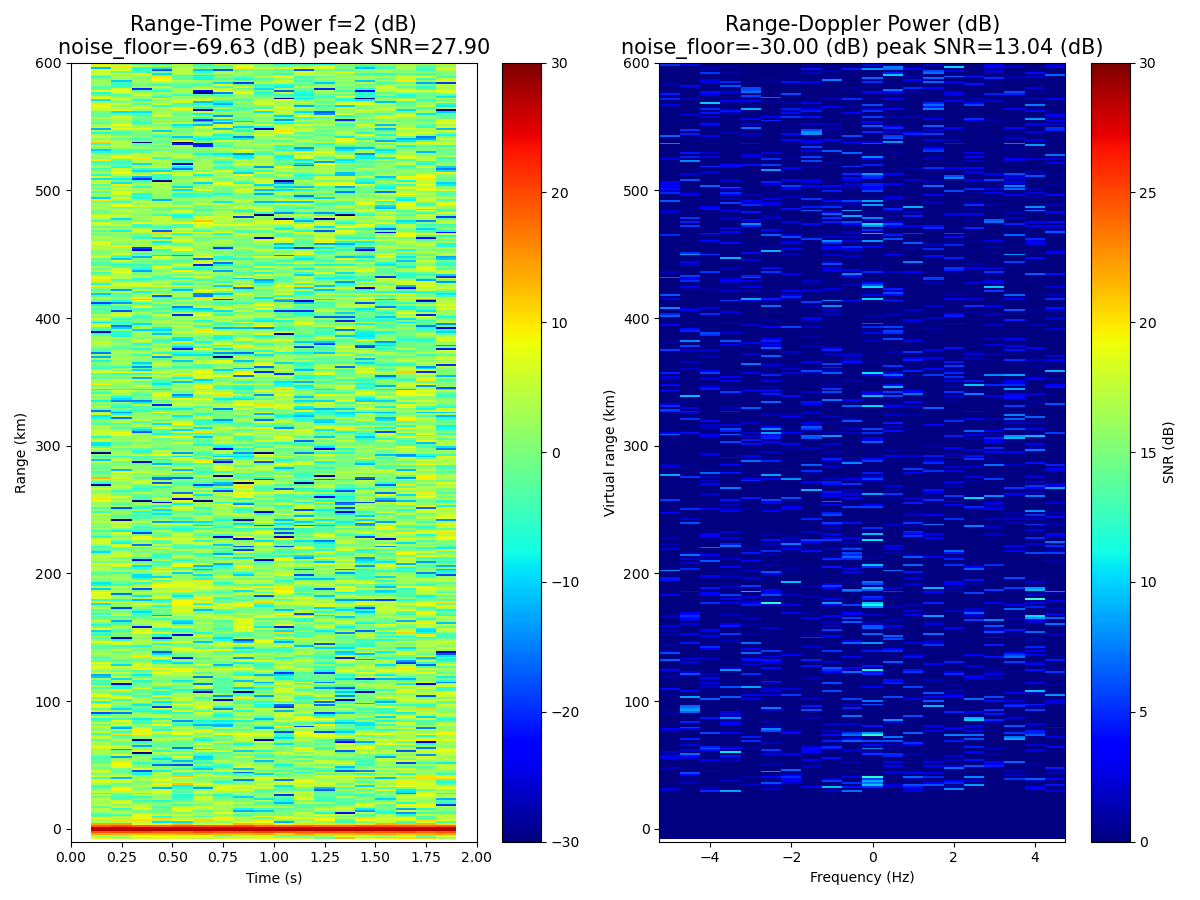 Range-Time Power f=2 (dB)
noise_floor=-69.63 (dB) peak SNR=27.90
600
500
400
300
200
100
0
Range (km)
0.00 0.25 0.50 0.75 1.00 1.25 1.50 1.75 2.00
Time (s)
30
20
10
0
−10
−20
−30
Range-Doppler Power (dB)
noise_floor=-30.00 (dB) peak SNR=13.04 (dB)
600
500
400
300
200
100
0
Virtual range (km)
−4 −2 0 2 4
Frequency (Hz)
30
25
20
15
10
5
0
SNR (dB)